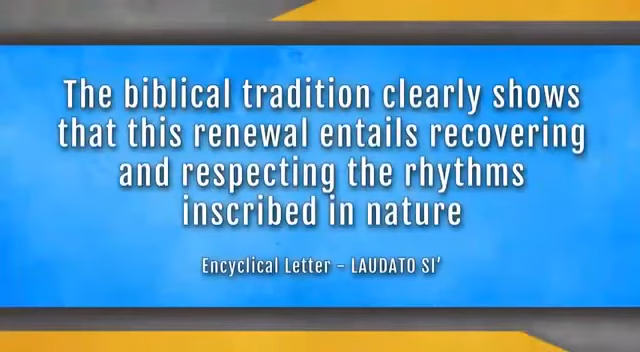 The biblical tradition clearly shows
that this renewal entails recovering
and respecting the rhythms
inscribed in nature
Encyclical Letter – LAUDATO SI’